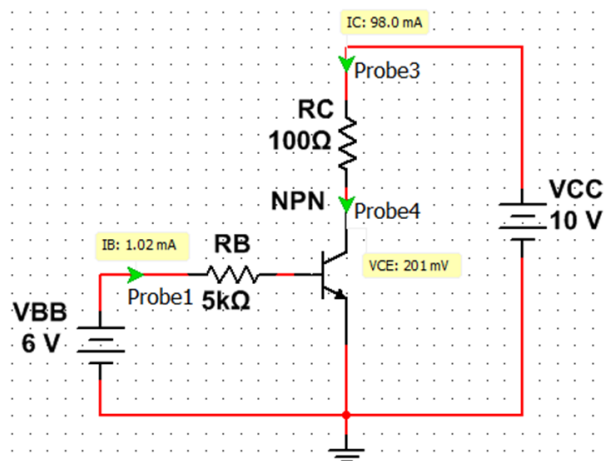 IC: 98.0 mA
Probe3
RC
100Ω
NPN
Probe4
VCC
10 V
IB: 1.02 mA
RB
VCE: 201 mV
Probe1
5kΩ
VBB
6 V